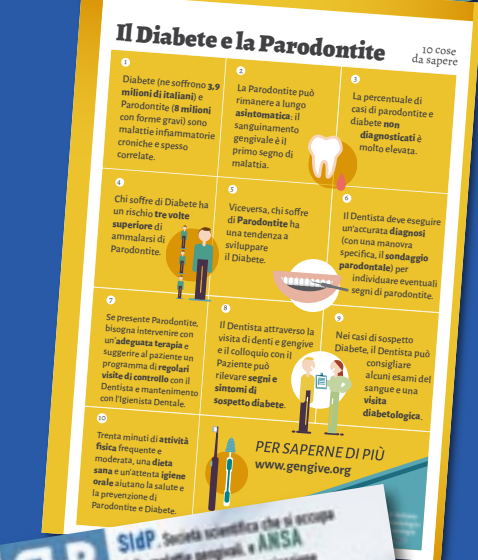 Il Diabete e la Parodontite
10 cose
da sapere
1
Diabete (ne soffrono 3,9
milioni di italiani) e
Parodontite (8 milioni
con forme gravi) sono
malattie infiammatorie
croniche e spesso
correlate.
2
La Parodontite può
rimanere a lungo
asintomatica: il
sanguinamento
gengivale è il
primo segno di
malattia.
3
La percentuale di
casi di parodontite e
diabete non
diagnosticati è
molto elevata.
4
Chi soffre di Diabete ha
un rischio tre volte
superiore di
ammalarsi di
Parodontite.
5
Viceversa, chi soffre
di Parodontite ha
una tendenza a
sviluppare
il Diabete.
6
Il Dentista deve eseguire
un'accurata diagnosi
(con una manovra
specifica, il sondaggio
parodontale) per
individuare eventuali
segni di parodontite.
7
Se presente Parodontite,
bisogna intervenire con
un'adeguata terapia e
suggerire al paziente un
programma di regolari
visite di controllo con il
Dentista e mantenimento
con l'Igienista Dentale.
8
Il Dentista attraverso la
visita di denti e gengive
e il colloquio con il
Paziente può
rilevare segni e
sintomi di
sospetto diabete.
9
Nei casi di sospetto
Diabete, il Dentista può
consigliare
alcuni esami del
sangue e una
visita
diabetologica.
10
Trenta minuti di attività
fisica frequente e
moderata, una dieta
sana e un'attenta igiene
orale aiutano la salute e
la prevenzione di
Parodontite e Diabete.
PER SAPERNE DI PIÙ
www.gengive.org
SIdP. Società scientifica che si occupa
gengivali, e ANSA